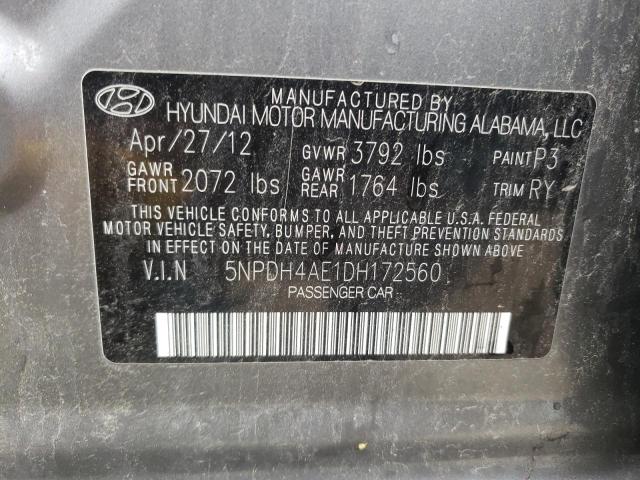 MANUFACTURED BY
HYUNDAI MOTOR MANUFACTURING ALABAMA, LLC
Apr/27/12 GVWR 3792 lbs PAINT P3
GAWR FRONT 2072 lbs GAWR REAR 1764 lbs TRIM RY
THIS VEHICLE CONFORMS TO ALL APPLICABLE U.S.A. FEDERAL
MOTOR VEHICLE SAFETY, BUMPER, AND THEFT PREVENTION STANDARDS
IN EFFECT ON THE DATE OF MANUFACTURE SHOWN ABOVE.
V.I.N 5NPDH4AE1DH172560
PASSENGER CAR